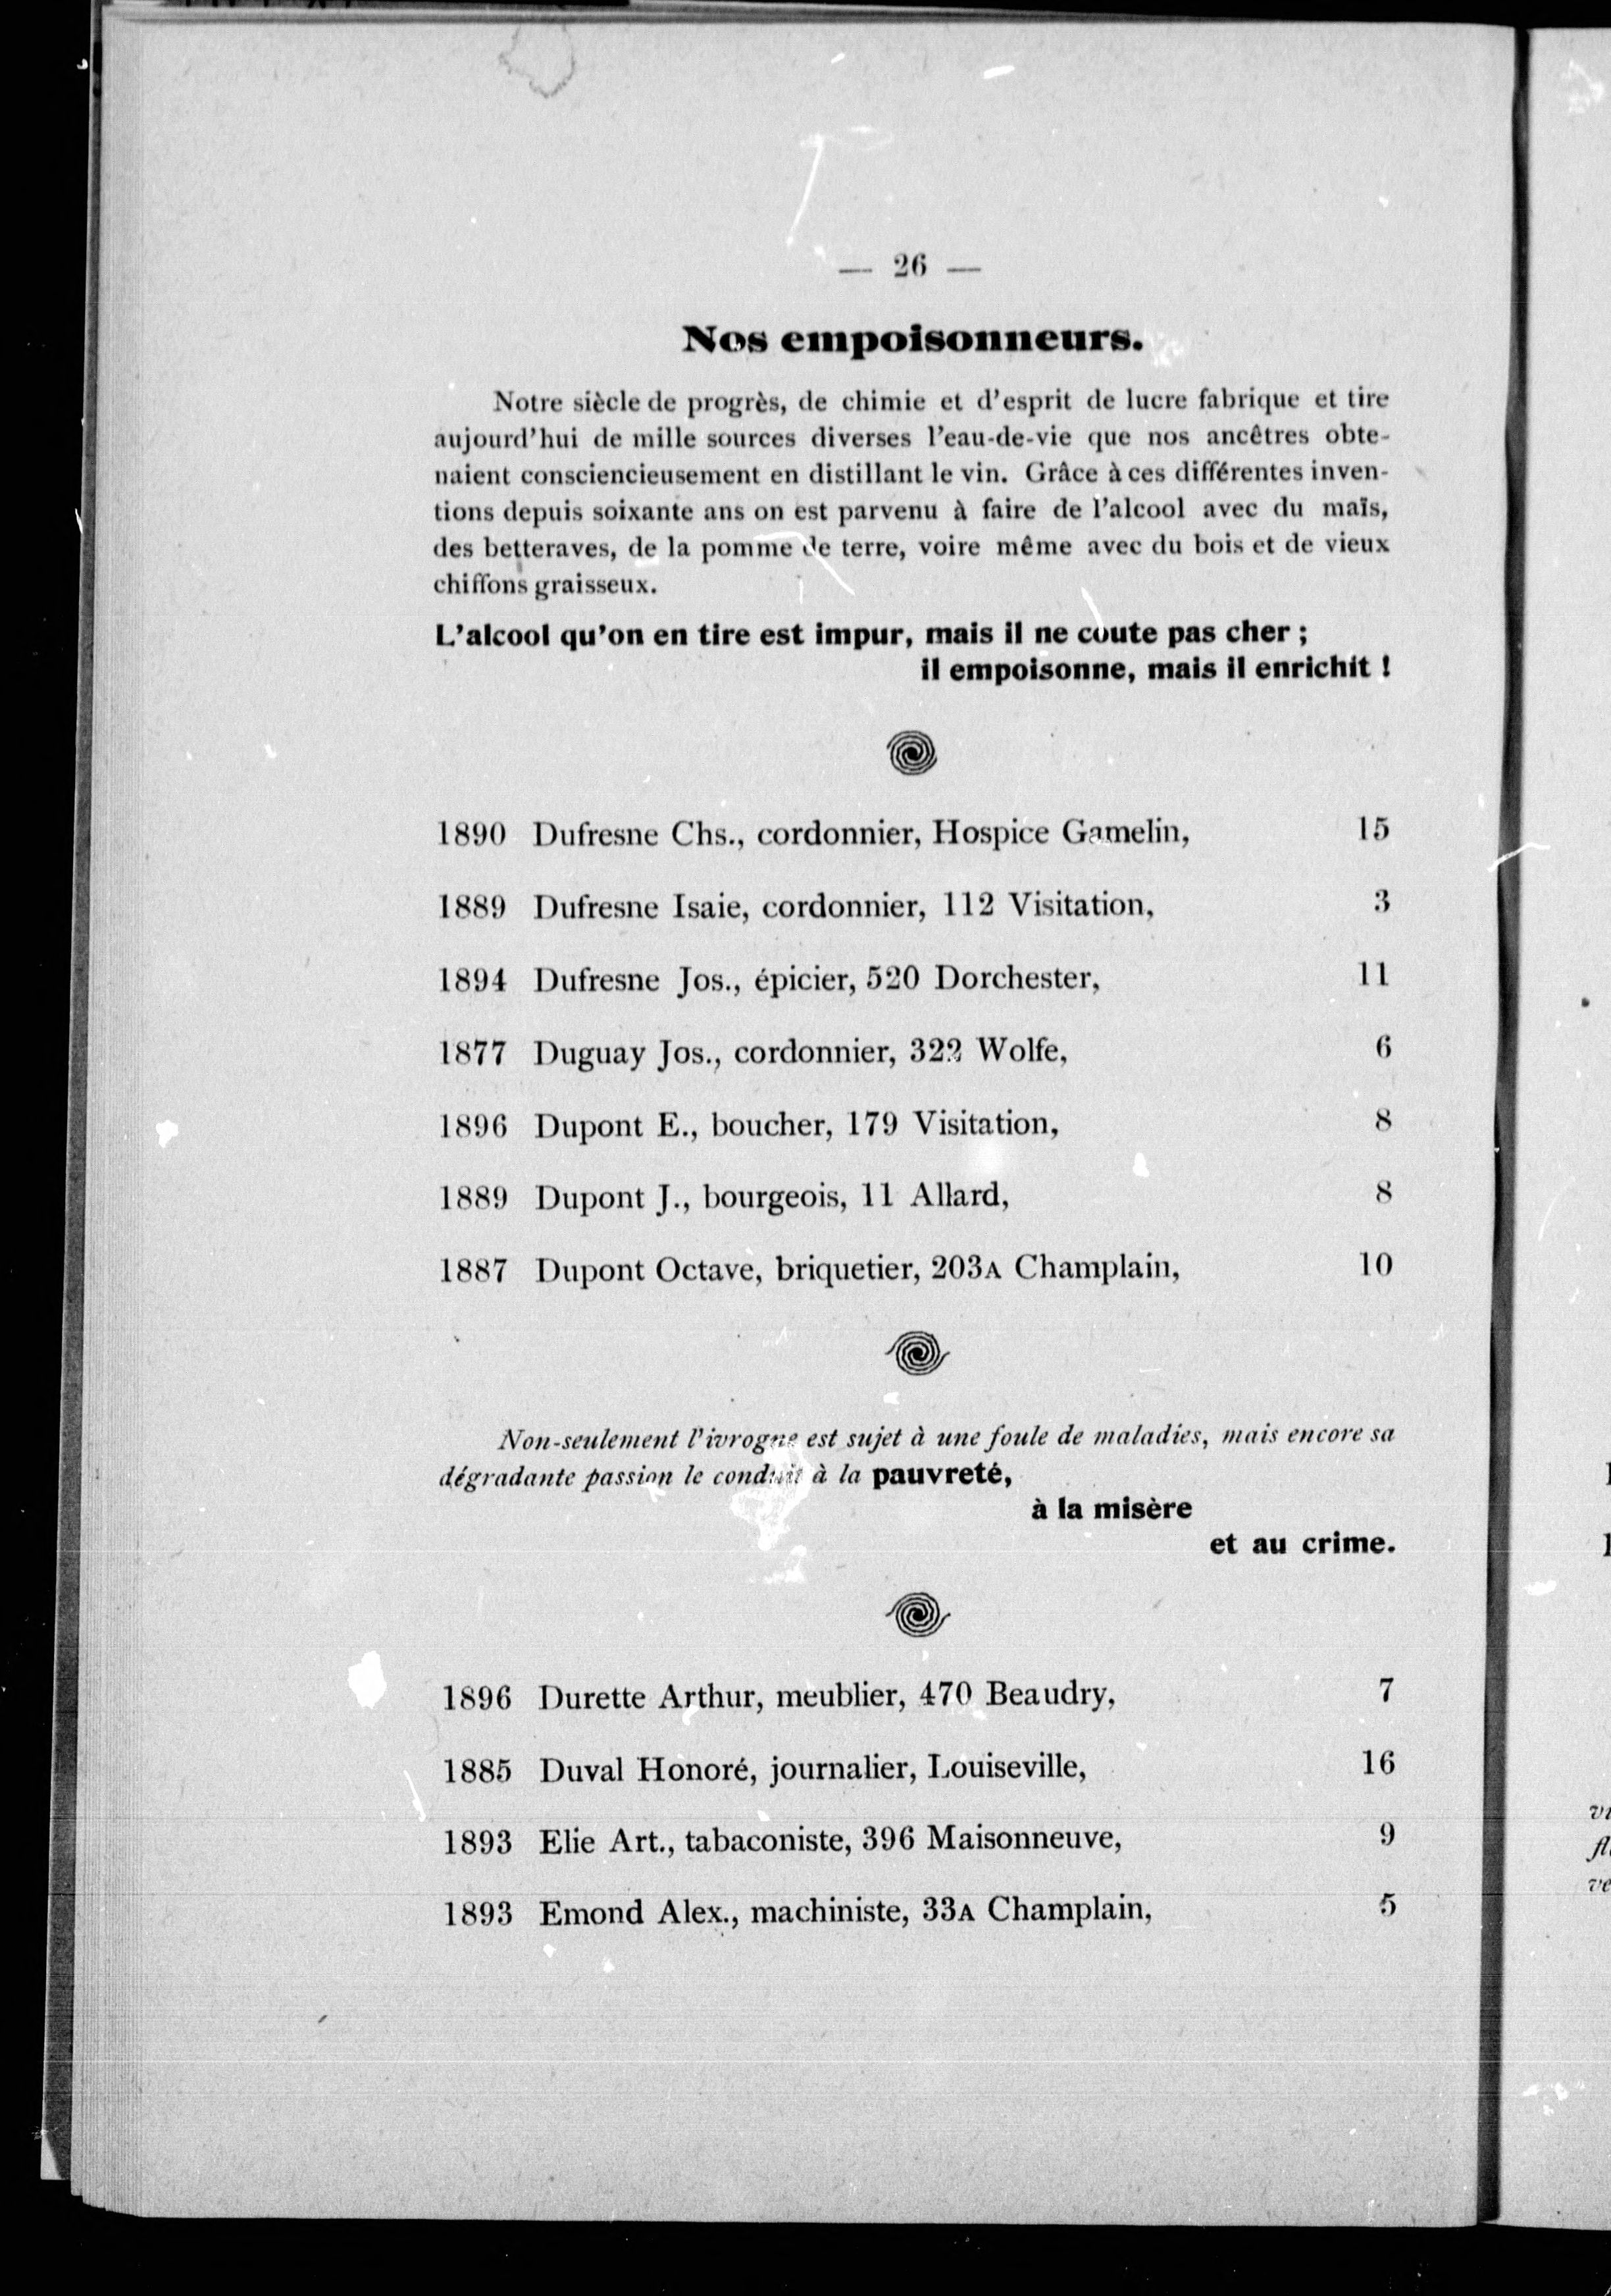 — 26 —
Nos empoisonneurs.
Notre siècle de progrès, de chimie et d'esprit de lucre fabrique et tire
aujourd'hui de mille sources diverses l'eau-de-vie que nos ancêtres obte-
naient consciencieusement en distillant le vin. Grâce à ces différentes inven-
tions depuis soixante ans on est parvenu à faire de l'alcool avec du maïs,
des betteraves, de la pomme de terre, voire même avec du bois et de vieux
chiffons graisseux.
L'alcool qu'on en tire est impur, mais il ne coute pas cher ;
il empoisonne, mais il enrichit !
1890 Dufresne Chs., cordonnier, Hospice Gamelin, 15
1889 Dufresne Isaie, cordonnier, 112 Visitation, 3
1894 Dufresne Jos., épicier, 520 Dorchester, 11
1877 Duguay Jos., cordonnier, 322 Wolfe, 6
1896 Dupont E., boucher, 179 Visitation, 8
1889 Dupont J., bourgeois, 11 Allard, 8
1887 Dupont Octave, briquetier, 203A Champlain, 10
Non-seulement l'ivrogne est sujet à une foule de maladies, mais encore sa
dégradante passion le conduit à la pauvreté,
à la misère
et au crime.
1896 Durette Arthur, meublier, 470 Beaudry, 7
1885 Duval Honoré, journalier, Louiseville, 16
1893 Elie Art., tabaconiste, 396 Maisonneuve, 9
1893 Emond Alex., machiniste, 33A Champlain, 5